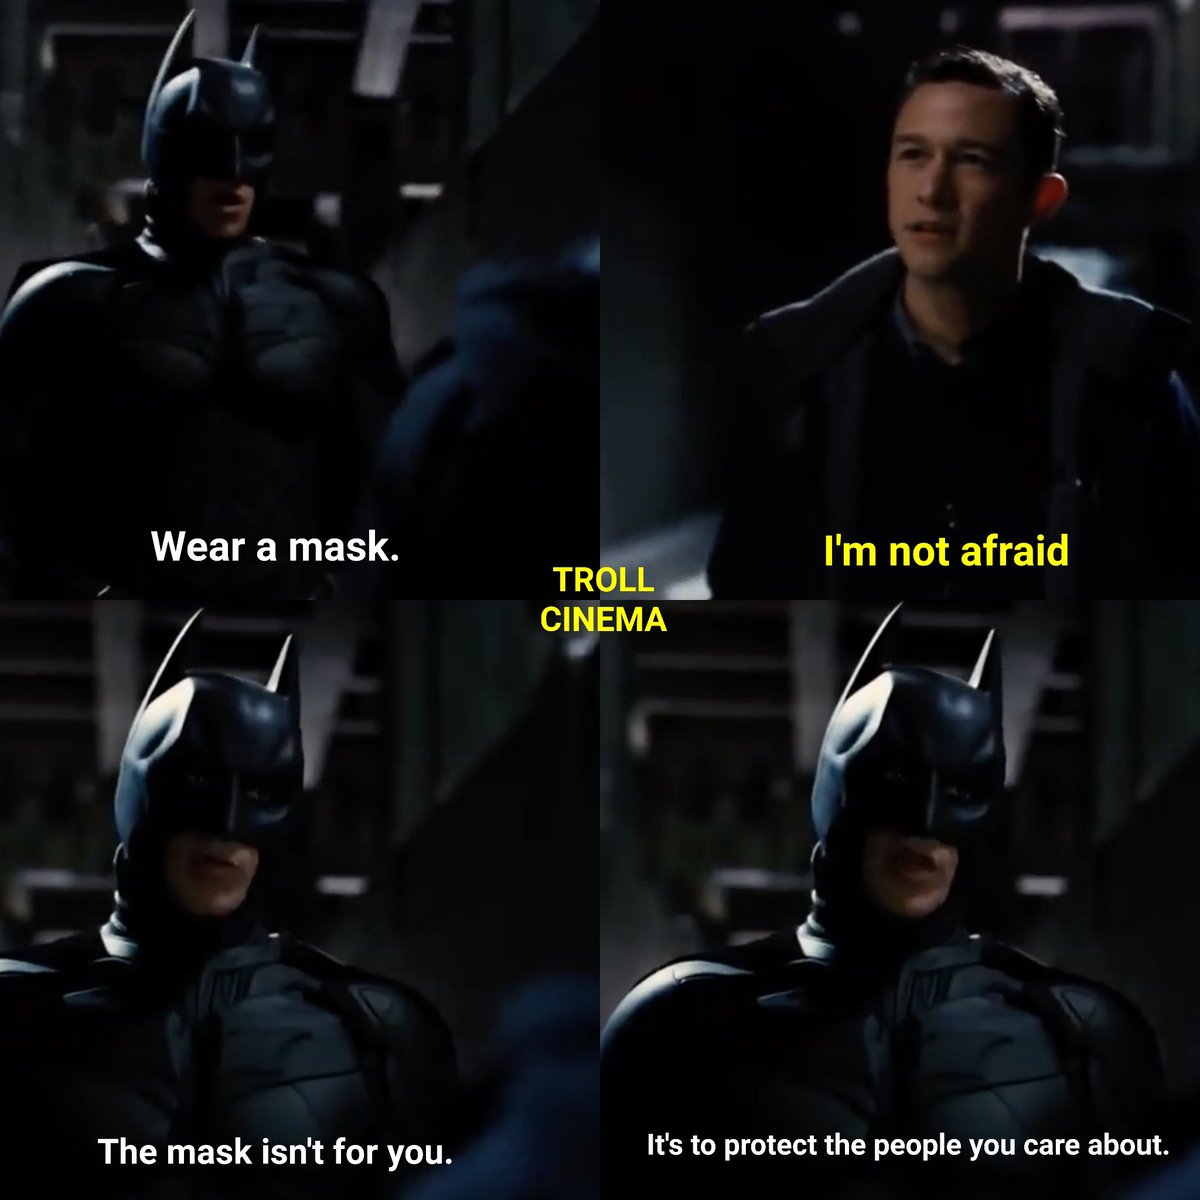 Wear a mask.
I'm not afraid
TROLL
CINEMA
The mask isn't for you.
It's to protect the people you care about.